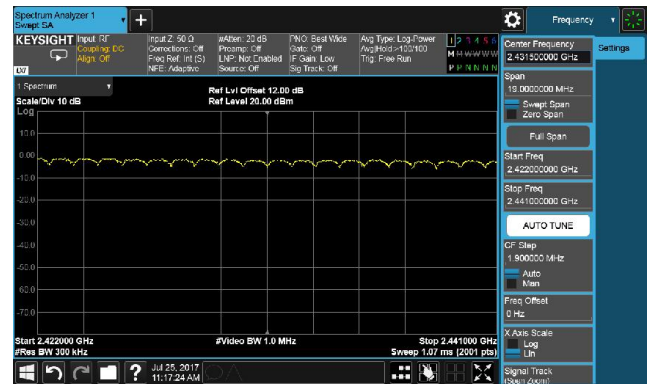 Spectrum Analyzer 1
Swept SA
Frequency
KEYSIGHT
Input: RF
Coupling: DC
Align: Off
Input Z: 50 Ω
Corrections: Off
Freq Ref: Int (S)
NFE: Adaptive
#Atten: 20 dB
Preamp: Off
LNP: Not Enabled
Source: Off
PNO: Best Wide
Gate: Off
IF Gain: Low
Sig Track: Off
Avg Type: Log-Power
Avg|Hold:>100/100
Trig: Free Run
1 2 3 4 5 6
M W W W W W
P P N N N N
LXI
1 Spectrum
Scale/Div 10 dB
Log
Ref Lvl Offset 12.00 dB
Ref Level 20.00 dBm
10.0
0.00
-10.0
-20.0
-30.0
-70.0
Start 2.422000 GHz
#Res BW 300 kHz
#Video BW 1.0 MHz
Stop 2.441000 GHz
Sweep 1.07 ms (2001 pts)
Jul 25, 2017
11:17:24 AM
Center Frequency
2.431500000 GHz
Settings
Span
19.0000000 MHz
Swept Span
Zero Span
Full Span
Start Freq
2.422000000 GHz
Stop Freq
2.441000000 GHz
AUTO TUNE
CF Step
1.900000 MHz
Auto
Man
Freq Offset
0 Hz
X Axis Scale
Log
Lin
Signal Track
(Span Zoom)